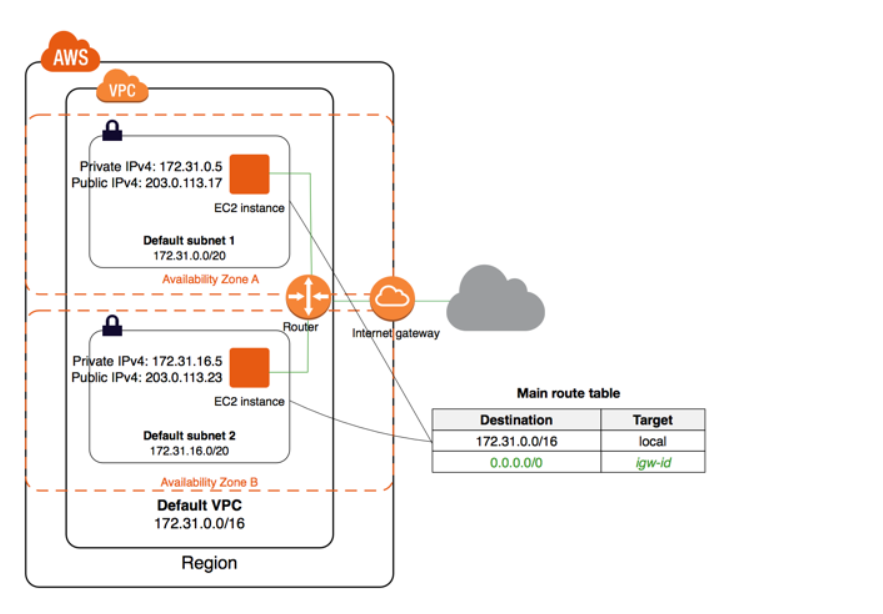 AWS
VPC
Private IPv4: 172.31.0.5
Public IPv4: 203.0.113.17
EC2 instance
Default subnet 1
172.31.0.0/20
Availability Zone A
Router
Internet gateway
Private IPv4: 172.31.16.5
Public IPv4: 203.0.113.23
EC2 instance
Default subnet 2
172.31.16.0/20
Availability Zone B
Default VPC
172.31.0.0/16
Region
Main route table
Destination Target
172.31.0.0/16 local
0.0.0.0/0 igw-id